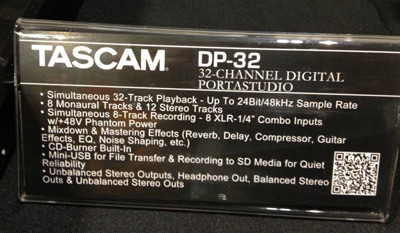 TASCAM DP-32
32-CHANNEL DIGITAL
PORTASTUDIO
• Simultaneous 32-Track Playback - Up To 24Bit/48kHz Sample Rate
• 8 Monaural Tracks & 12 Stereo Tracks
• Simultaneous 8-Track Recording - 8 XLR-1/4" Combo Inputs
w/+48V Phantom Power
• Mixdown & Mastering Effects (Reverb, Delay, Compressor, Guitar
Effects, EQ, Noise Shaping, etc.)
• CD-Burner Built-In
• Mini-USB for File Transfer & Recording to SD Media for Quiet
Reliability
• Unbalanced Stereo Outputs, Headphone Out, Balanced Stereo
Outs & Unbalanced Stereo Outs